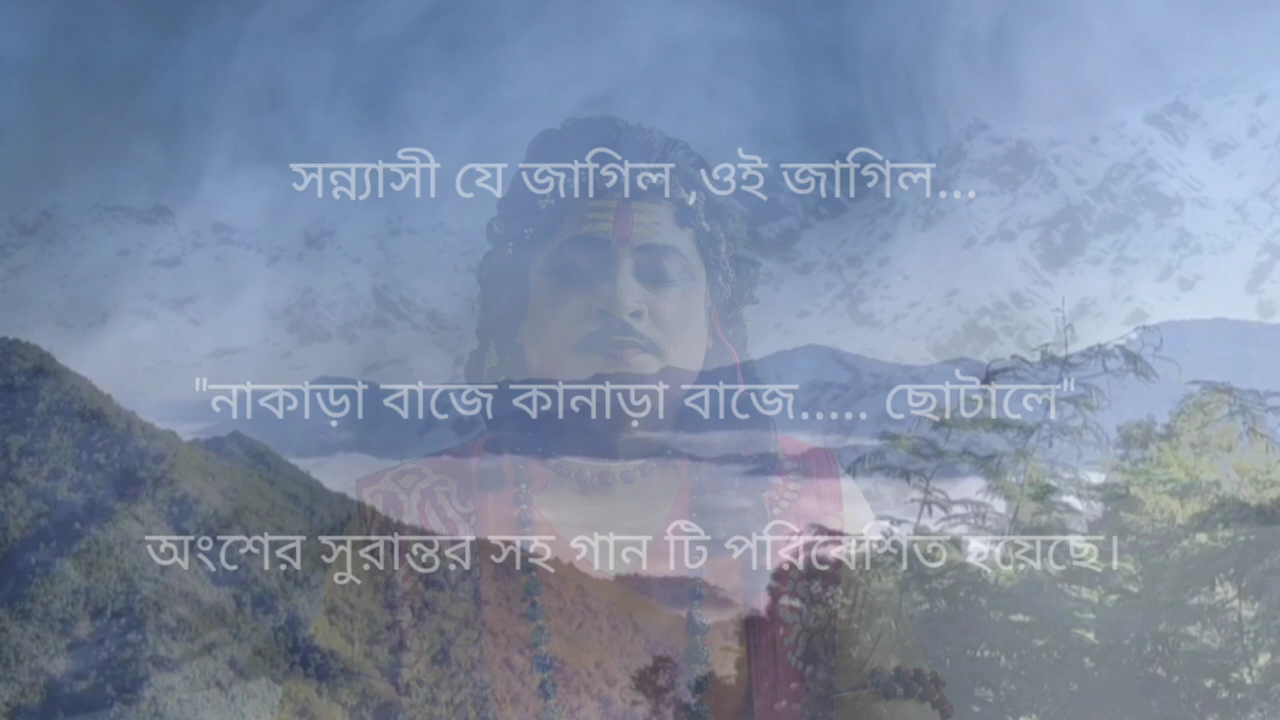 সন্ন্যাসী যে জাগিল ,ওই জাগিল...
"নাকাড়া বাজে কানাড়া বাজে..... ছোটালে"
অংশের সুরান্তর সহ গান টি পরিবেশিত হয়েছে।